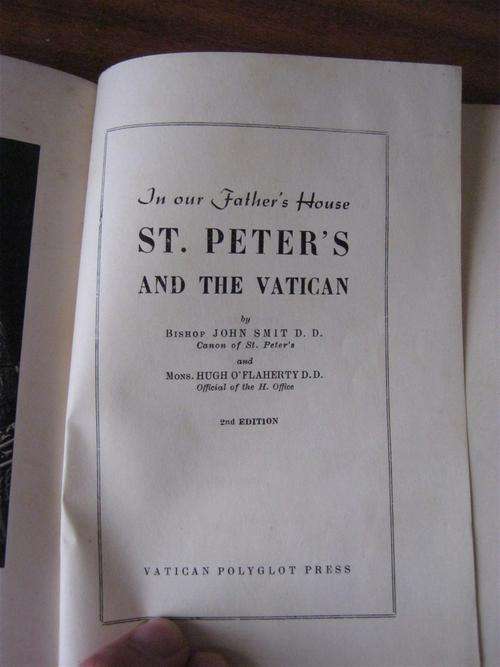 In our Father's House
ST. PETER'S
AND THE VATICAN
by
BISHOP JOHN SMIT D. D.
Canon of St. Peter's
and
MONS. HUGH O'FLAHERTY D.D.
Official of the H. Office
2nd EDITION
VATICAN POLYGLOT PRESS